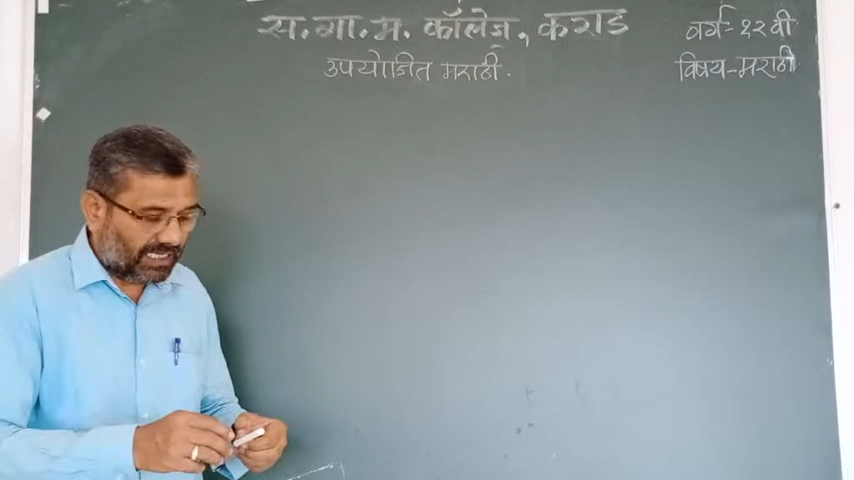 स.गा.म. कॉलेज, कराड
उपयोजित मराठी.
वर्ग:- १२वी
विषय-मराठी